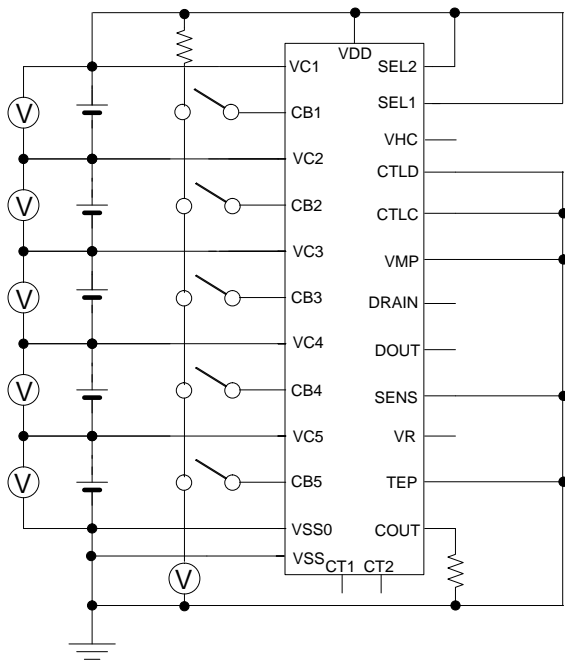 VDD
VC1
SEL2
SEL1
V
CB1
VHC
VC2
CTLD
V
CB2
CTLC
VC3
VMP
V
CB3
DRAIN
VC4
DOUT
V
CB4
SENS
VC5
VR
V
CB5
TEP
VSS0
COUT
VSS
CT1
CT2
V